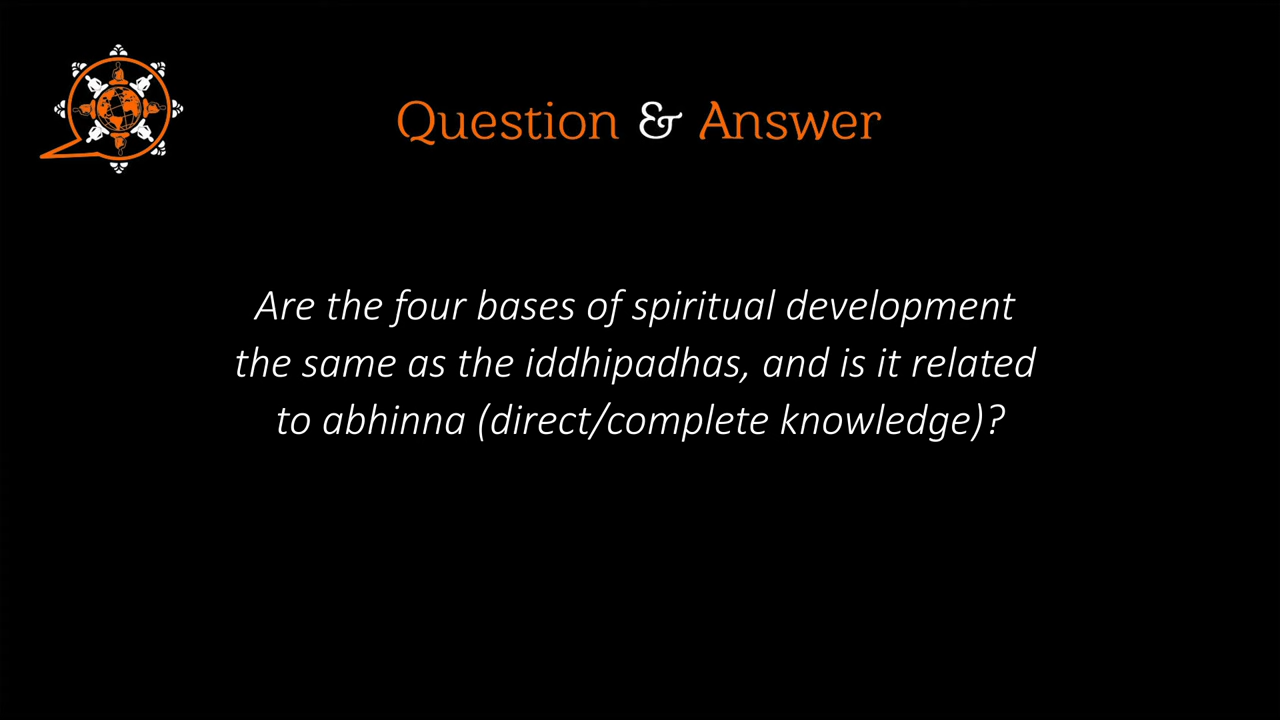 Question & Answer
Are the four bases of spiritual development
the same as the iddhipadhas, and is it related
to abhinna (direct/complete knowledge)?